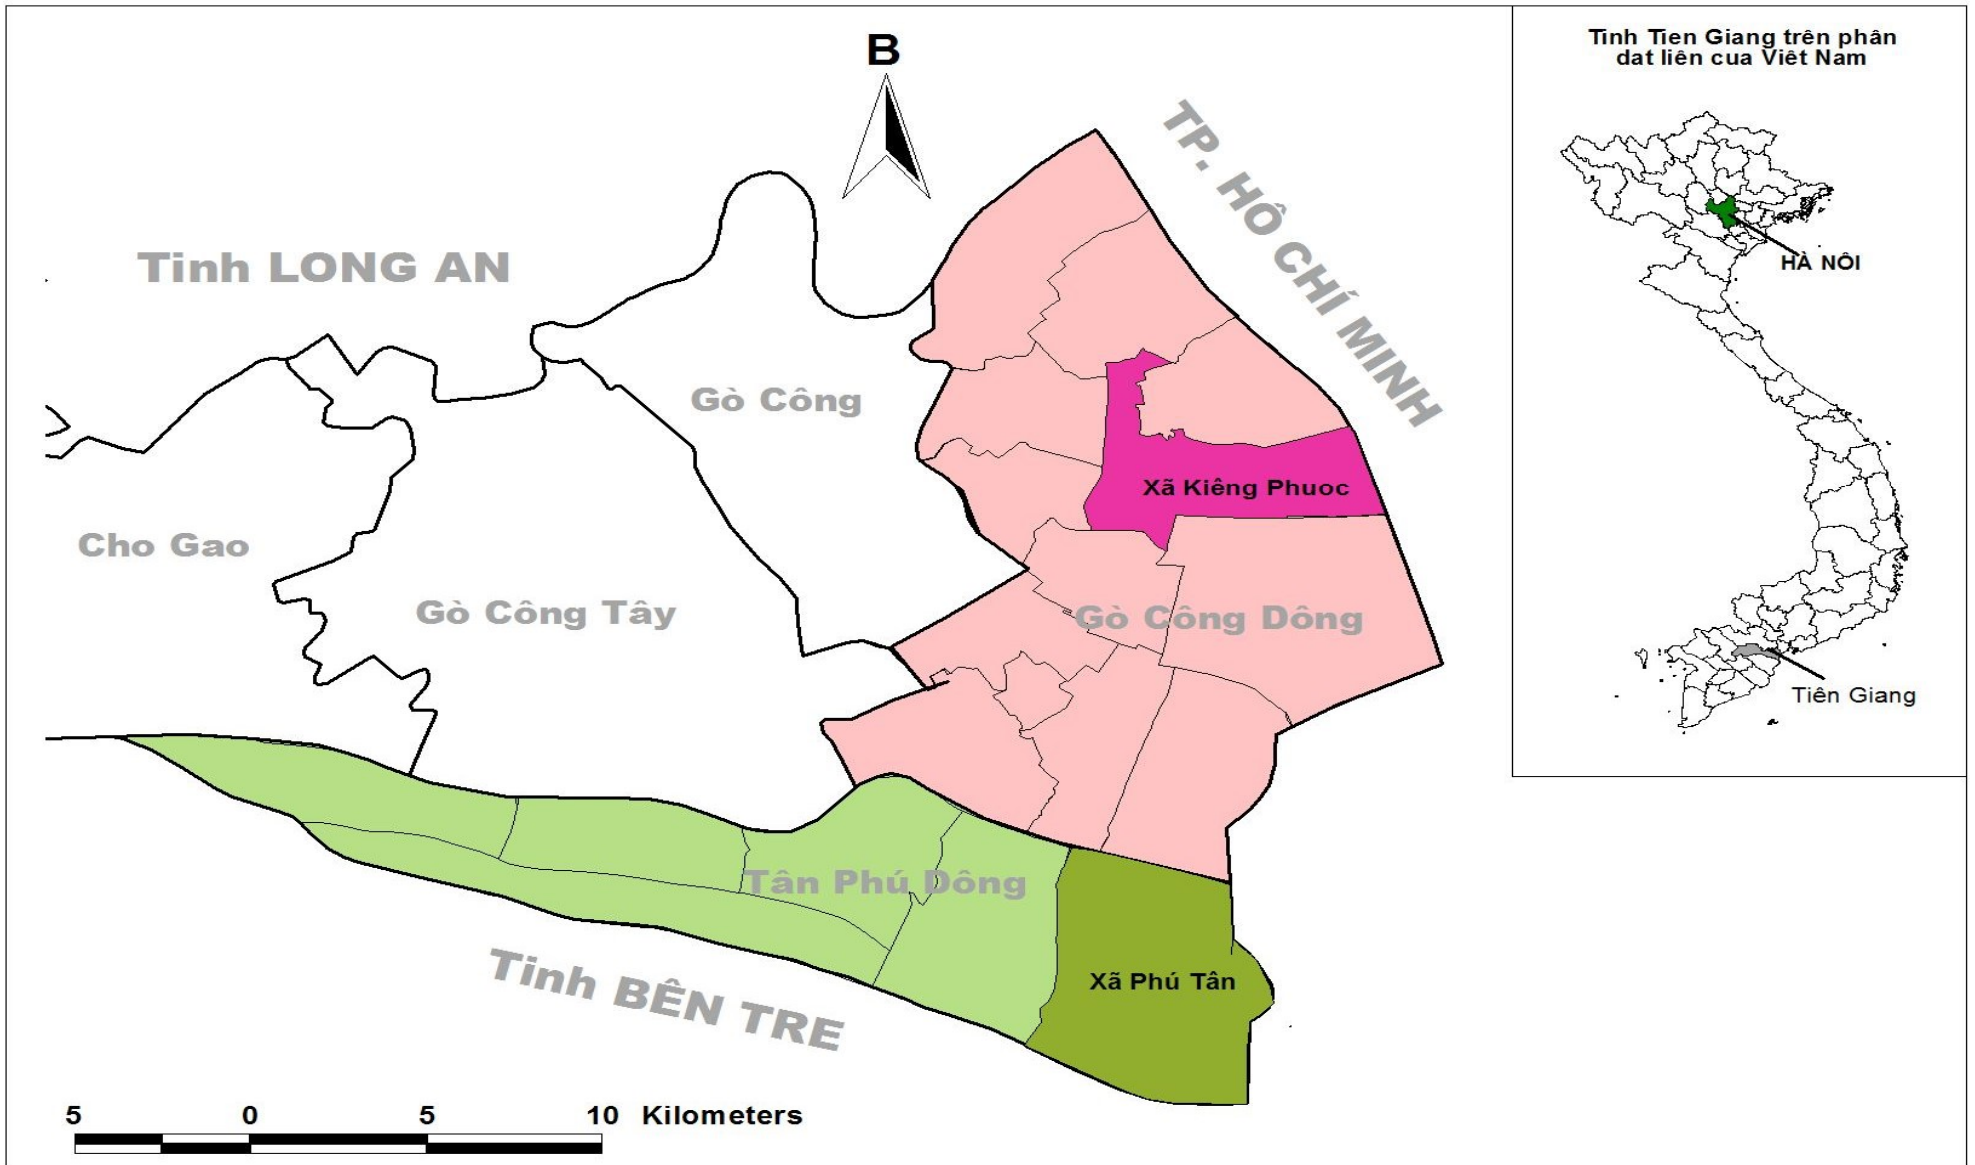 B
Tinh Tien Giang trên phân
dat liên cua Viêt Nam
TP. HÔ CHÍ MINH
Tinh LONG AN
HÀ NÔI
Gò Công
Xã Kiêng Phuoc
Cho Gao
Gò Công Tây
Gò Công Dông
Tiên Giang
Tân Phú Dông
Xã Phú Tân
Tinh BÊN TRE
5 0 5 10 Kilometers